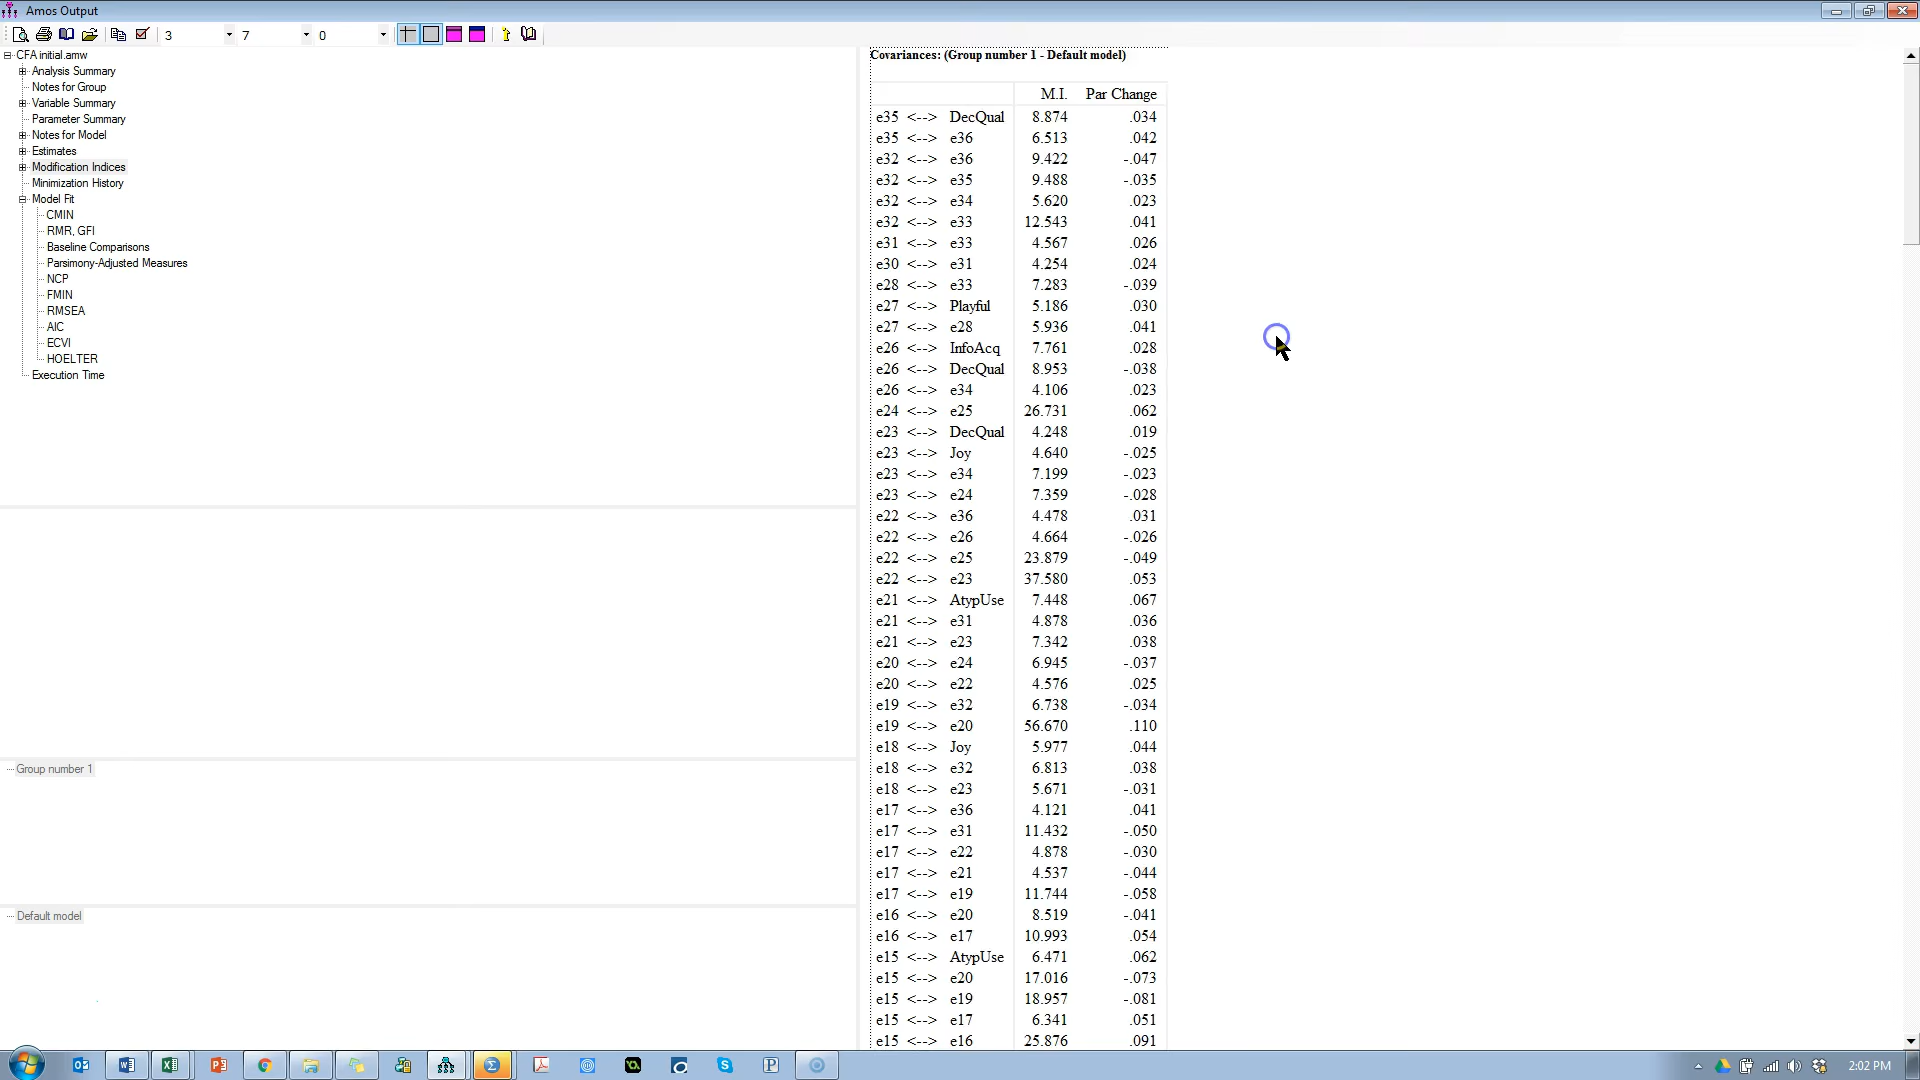 Amos Output
3 7 0
CFA initial.amw
Analysis Summary
Notes for Group
Variable Summary
Parameter Summary
Notes for Model
Estimates
Modification Indices
Minimization History
Model Fit
CMIN
RMR, GFI
Baseline Comparisons
Parsimony-Adjusted Measures
NCP
FMIN
RMSEA
AIC
ECVI
HOELTER
Execution Time
Group number 1
Default model
Covariances: (Group number 1 - Default model)
M.I. Par Change
e35 <--> DecQual 8.874 .034
e35 <--> e36 6.513 .042
e32 <--> e36 9.422 -.047
e32 <--> e35 9.488 -.035
e32 <--> e34 5.620 .023
e32 <--> e33 12.543 .041
e31 <--> e33 4.567 .026
e30 <--> e31 4.254 .024
e28 <--> e33 7.283 -.039
e27 <--> Playful 5.186 .030
e27 <--> e28 5.936 .041
e26 <--> InfoAcq 7.761 .028
e26 <--> DecQual 8.953 -.038
e26 <--> e34 4.106 .023
e24 <--> e25 26.731 .062
e23 <--> DecQual 4.248 .019
e23 <--> Joy 4.640 -.025
e23 <--> e34 7.199 -.023
e23 <--> e24 7.359 -.028
e22 <--> e36 4.478 .031
e22 <--> e26 4.664 -.026
e22 <--> e25 23.879 -.049
e22 <--> e23 37.580 .053
e21 <--> AtypUse 7.448 .067
e21 <--> e31 4.878 .036
e21 <--> e23 7.342 .038
e20 <--> e24 6.945 -.037
e20 <--> e22 4.576 .025
e19 <--> e32 6.738 -.034
e19 <--> e20 56.670 .110
e18 <--> Joy 5.977 .044
e18 <--> e32 6.813 .038
e18 <--> e23 5.671 -.031
e17 <--> e36 4.121 .041
e17 <--> e31 11.432 -.050
e17 <--> e22 4.878 -.030
e17 <--> e21 4.537 -.044
e17 <--> e19 11.744 -.058
e16 <--> e20 8.519 -.041
e16 <--> e17 10.993 .054
e15 <--> AtypUse 6.471 .062
e15 <--> e20 17.016 -.073
e15 <--> e19 18.957 -.081
e15 <--> e17 6.341 .051
e15 <--> e16 25.876 .091
2:02 PM